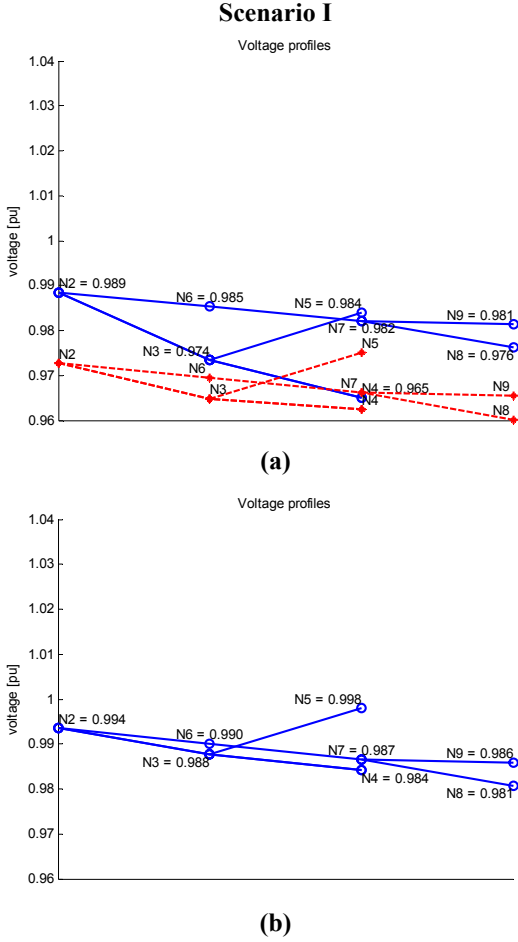 Scenario I
Voltage profiles
1.04
1.03
1.02
1.01
1
0.99
0.98
0.97
0.96
voltage [pu]
N2 = 0.989
N6 = 0.985
N5 = 0.984
N9 = 0.981
N7 = 0.982
N3 = 0.974
N5
N8 = 0.976
N2
N6
N7
N4 = 0.965
N9
N3
N4
N8
(a)
Voltage profiles
1.04
1.03
1.02
1.01
1
0.99
0.98
0.97
0.96
voltage [pu]
N5 = 0.998
N2 = 0.994
N6 = 0.990
N3 = 0.988
N7 = 0.987
N9 = 0.986
N4 = 0.984
N8 = 0.981
(b)